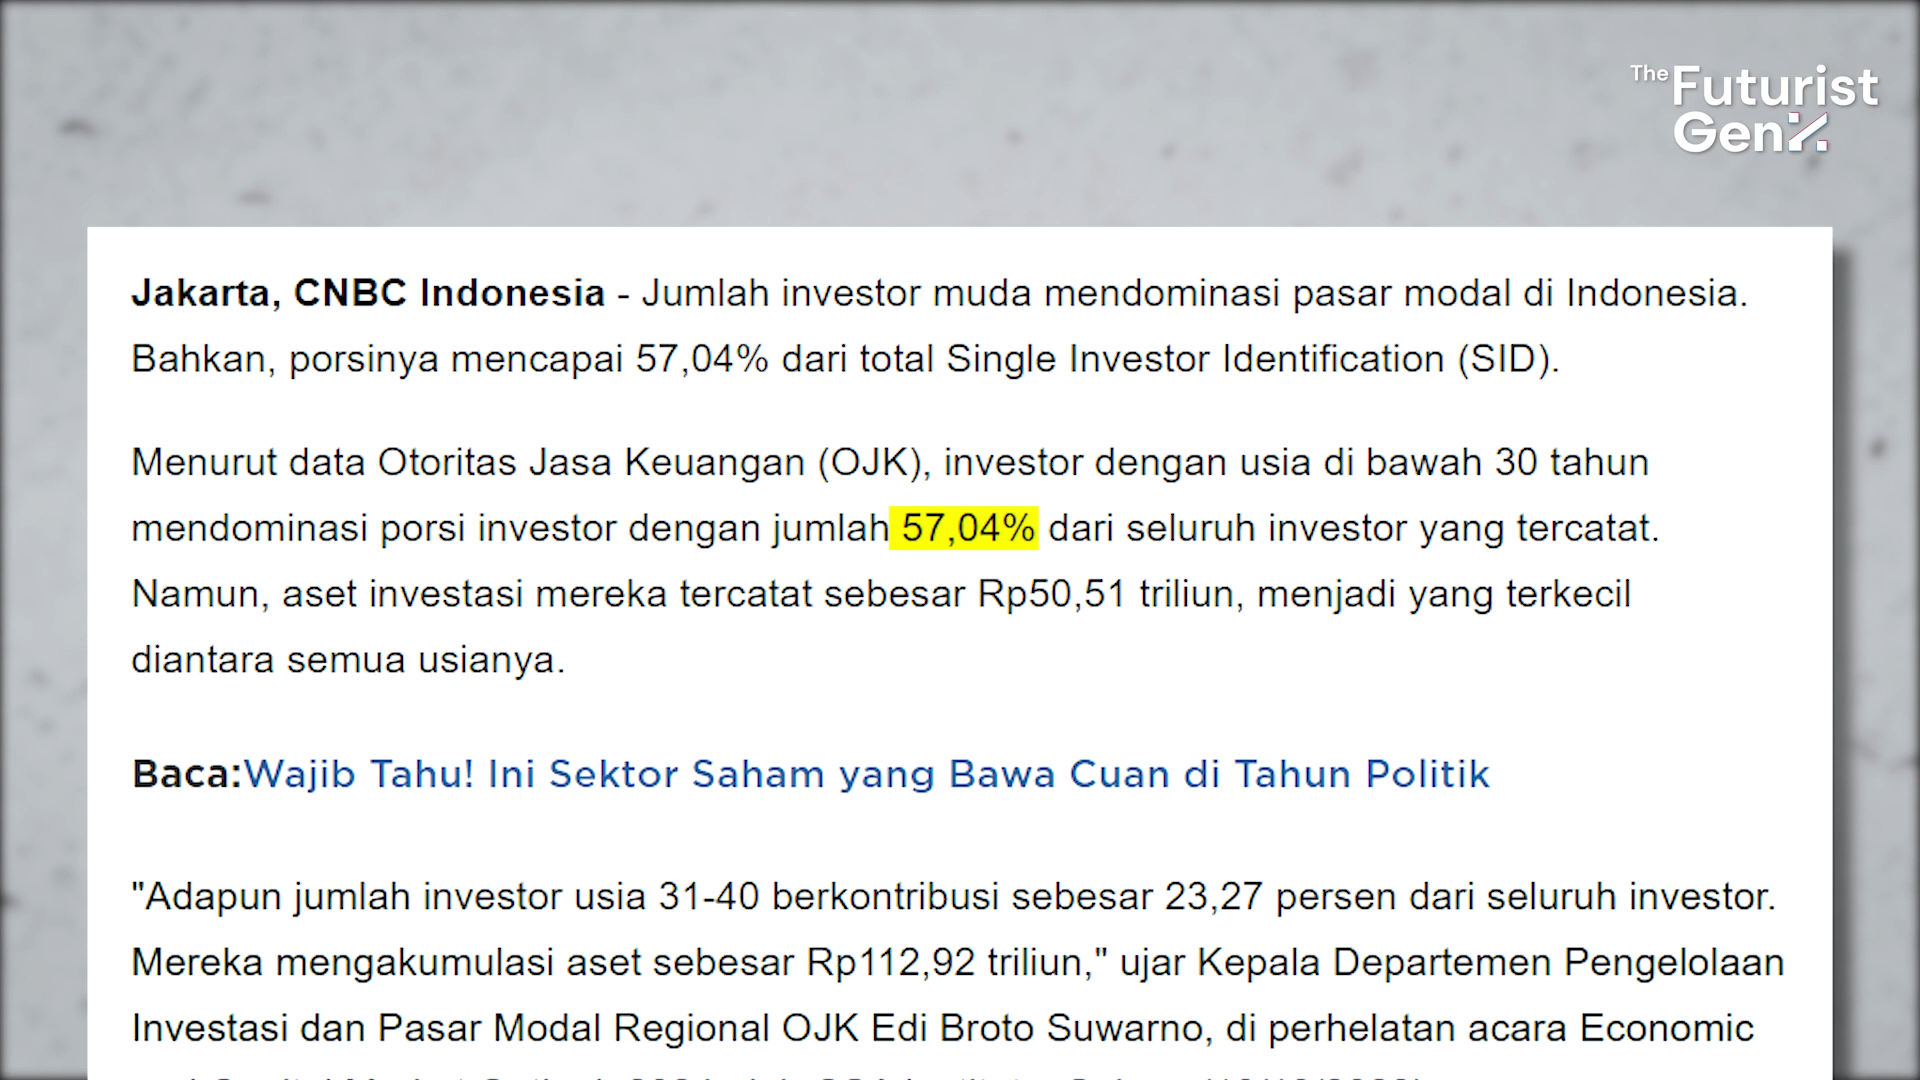 The Futurist
Gen
Jakarta, CNBC Indonesia - Jumlah investor muda mendominasi pasar modal di Indonesia.
Bahkan, porsinya mencapai 57,04% dari total Single Investor Identification (SID).
Menurut data Otoritas Jasa Keuangan (OJK), investor dengan usia di bawah 30 tahun
mendominasi porsi investor dengan jumlah 57,04% dari seluruh investor yang tercatat.
Namun, aset investasi mereka tercatat sebesar Rp50,51 triliun, menjadi yang terkecil
diantara semua usianya.
Baca:Wajib Tahu! Ini Sektor Saham yang Bawa Cuan di Tahun Politik
"Adapun jumlah investor usia 31-40 berkontribusi sebesar 23,27 persen dari seluruh investor.
Mereka mengakumulasi aset sebesar Rp112,92 triliun," ujar Kepala Departemen Pengelolaan
Investasi dan Pasar Modal Regional OJK Edi Broto Suwarno, di perhelatan acara Economic